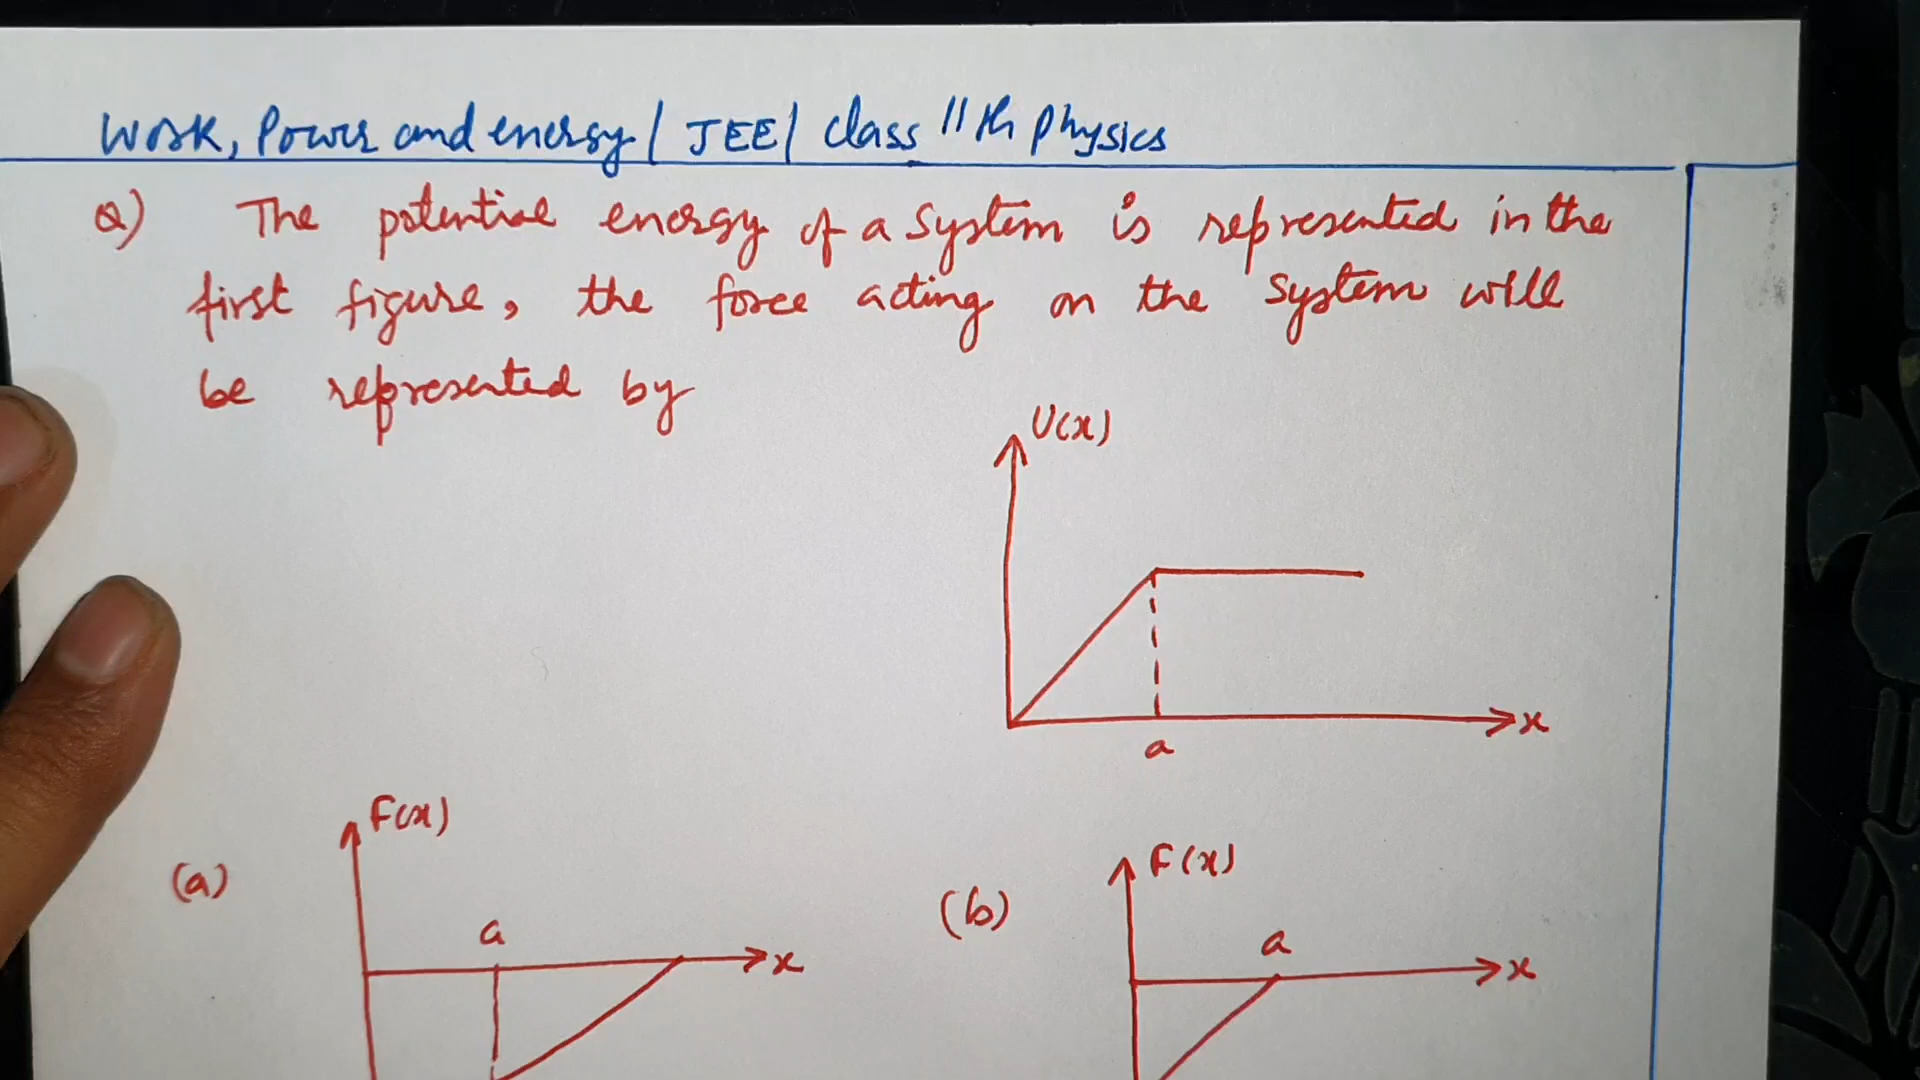 Work, Power and energy / JEE / class 11th physics
Q) The potential energy of a system is represented in the
first figure, the force acting on the system will
be represented by
U(x)
x
a
F(x)
(a)
a
x
F(x)
(b)
a
x